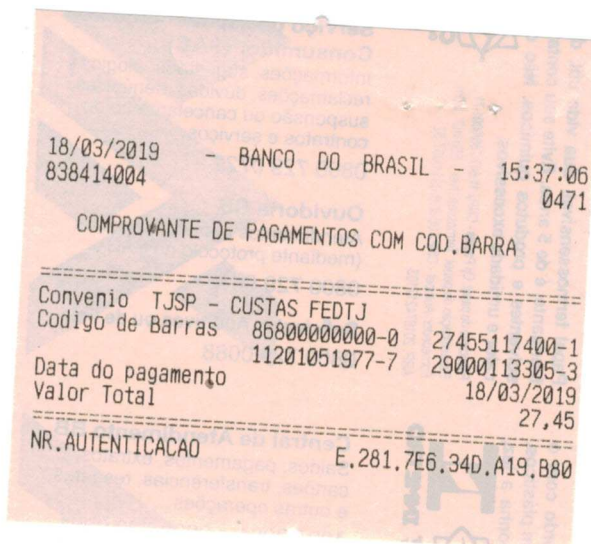 18/03/2019 - BANCO DO BRASIL - 15:37:06
838414004 0471
COMPROVANTE DE PAGAMENTOS COM COD.BARRA
================================================
Convenio TJSP - CUSTAS FEDTJ
Codigo de Barras 86800000000-0 27455117400-1
11201051977-7 29000113305-3
Data do pagamento 18/03/2019
Valor Total 27,45
================================================
NR.AUTENTICACAO E.281.7E6.34D.A19.B80